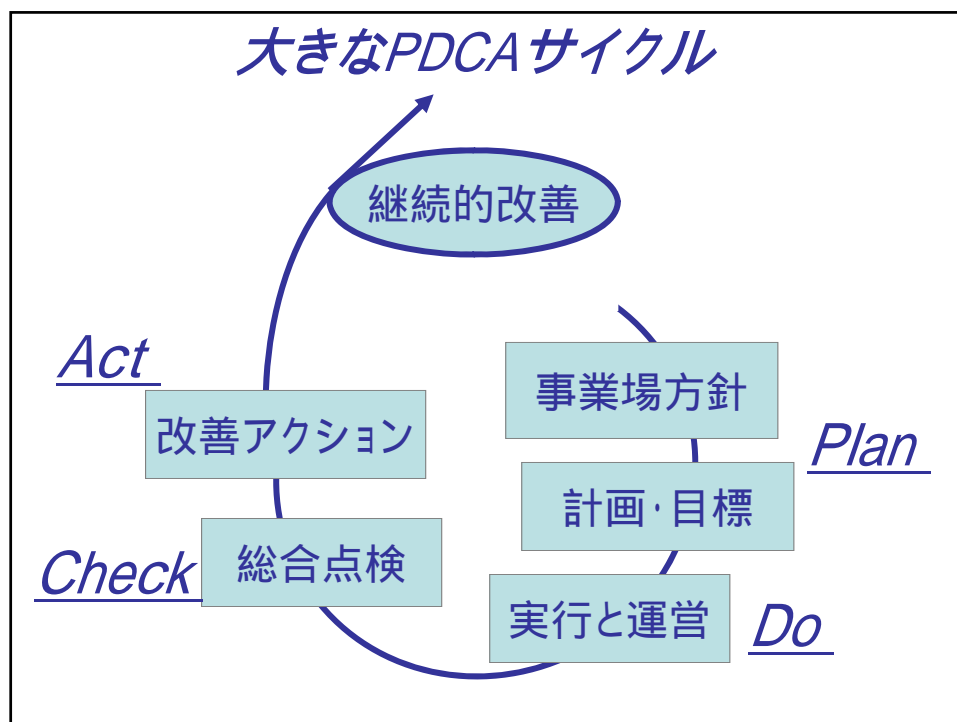 大きなPDCAサイクル
継続的改善
事業場方針
Plan
計画・目標
実行と運営
Do
総合点検
Check
改善アクション
Act